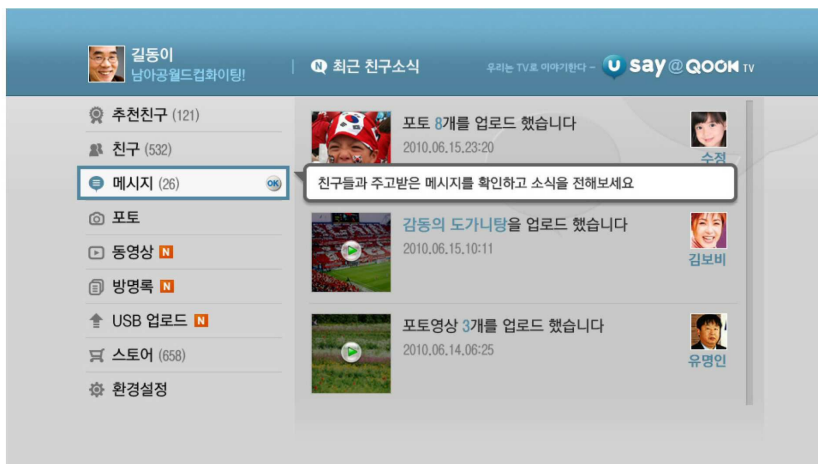 길동이
남아공월드컵화이팅!
N 최근 친구소식
우리는 TV로 이야기한다 -
U say@QOOK TV
추천친구 (121)
친구 (532)
메시지 (26) OK
포토
동영상 N
방명록 N
USB 업로드 N
스토어 (658)
환경설정
포토 8개를 업로드 했습니다
2010.06.15.23:20
수정
친구들과 주고받은 메시지를 확인하고 소식을 전해보세요
감동의 도가니탕을 업로드 했습니다
2010.06.15.10:11
김보비
포토영상 3개를 업로드 했습니다
2010.06.14.06:25
유명인